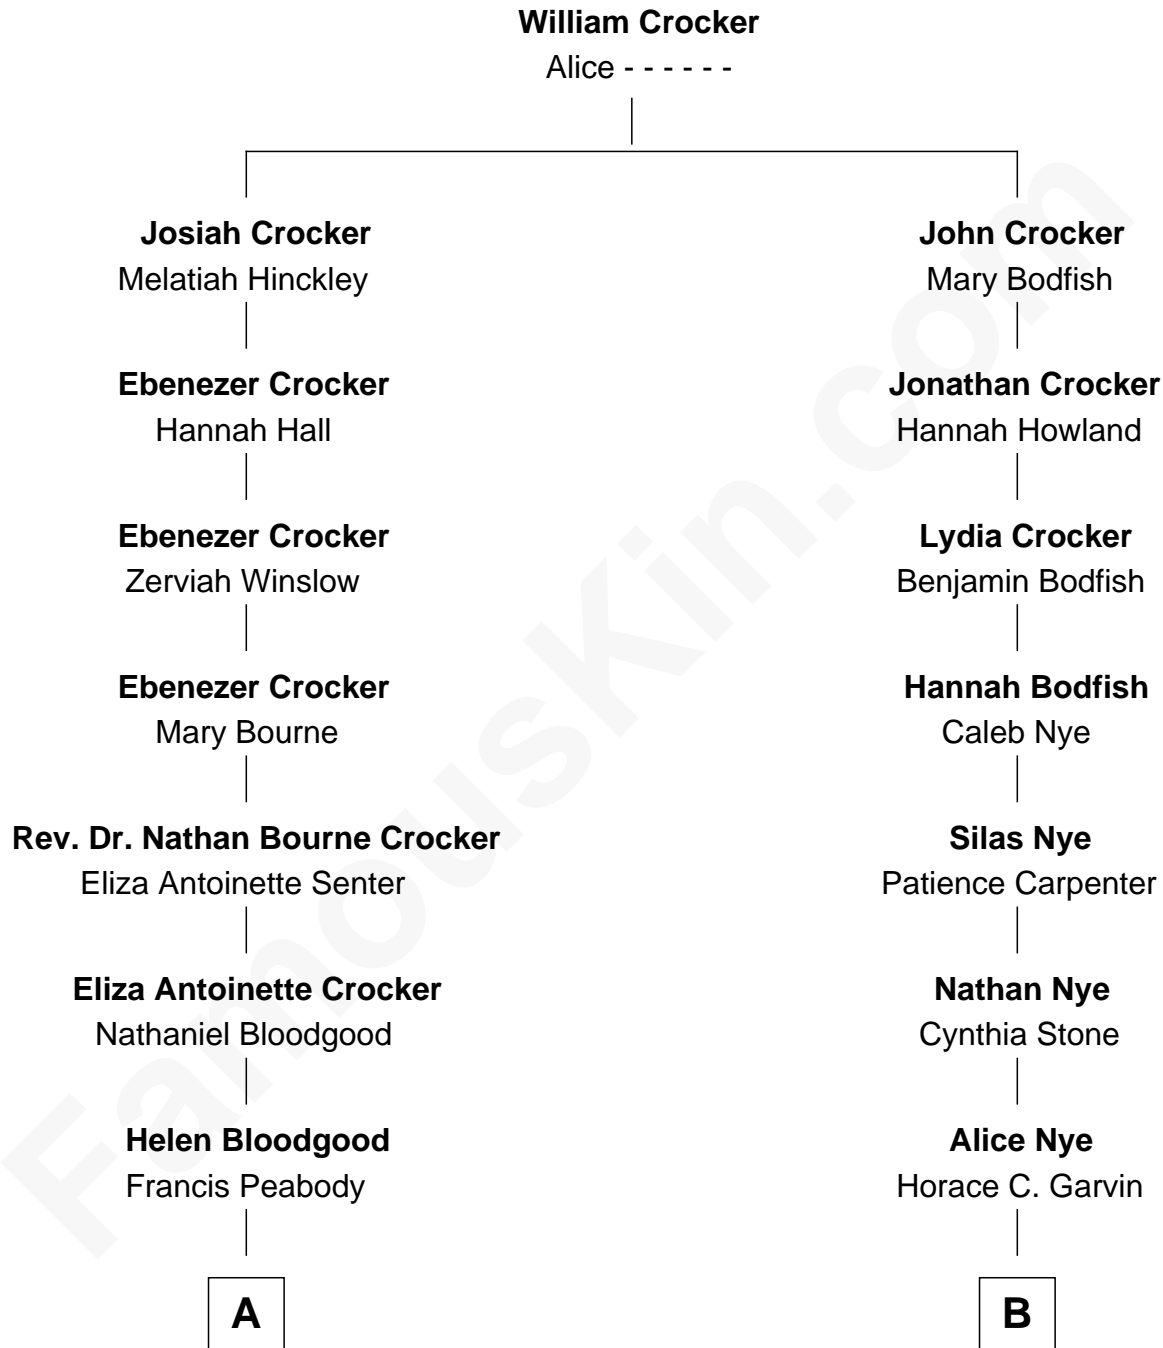 William Crocker
Alice - - - - - -
Josiah Crocker
Melatiah Hinckley
John Crocker
Mary Bodfish
Ebenezer Crocker
Hannah Hall
Jonathan Crocker
Hannah Howland
Ebenezer Crocker
Zerviah Winslow
Lydia Crocker
Benjamin Bodfish
Ebenezer Crocker
Mary Bourne
Hannah Bodfish
Caleb Nye
Rev. Dr. Nathan Bourne Crocker
Eliza Antoinette Senter
Silas Nye
Patience Carpenter
Eliza Antoinette Crocker
Nathaniel Bloodgood
Nathan Nye
Cynthia Stone
Helen Bloodgood
Francis Peabody
Alice Nye
Horace C. Garvin
A
B
FamousKin.com